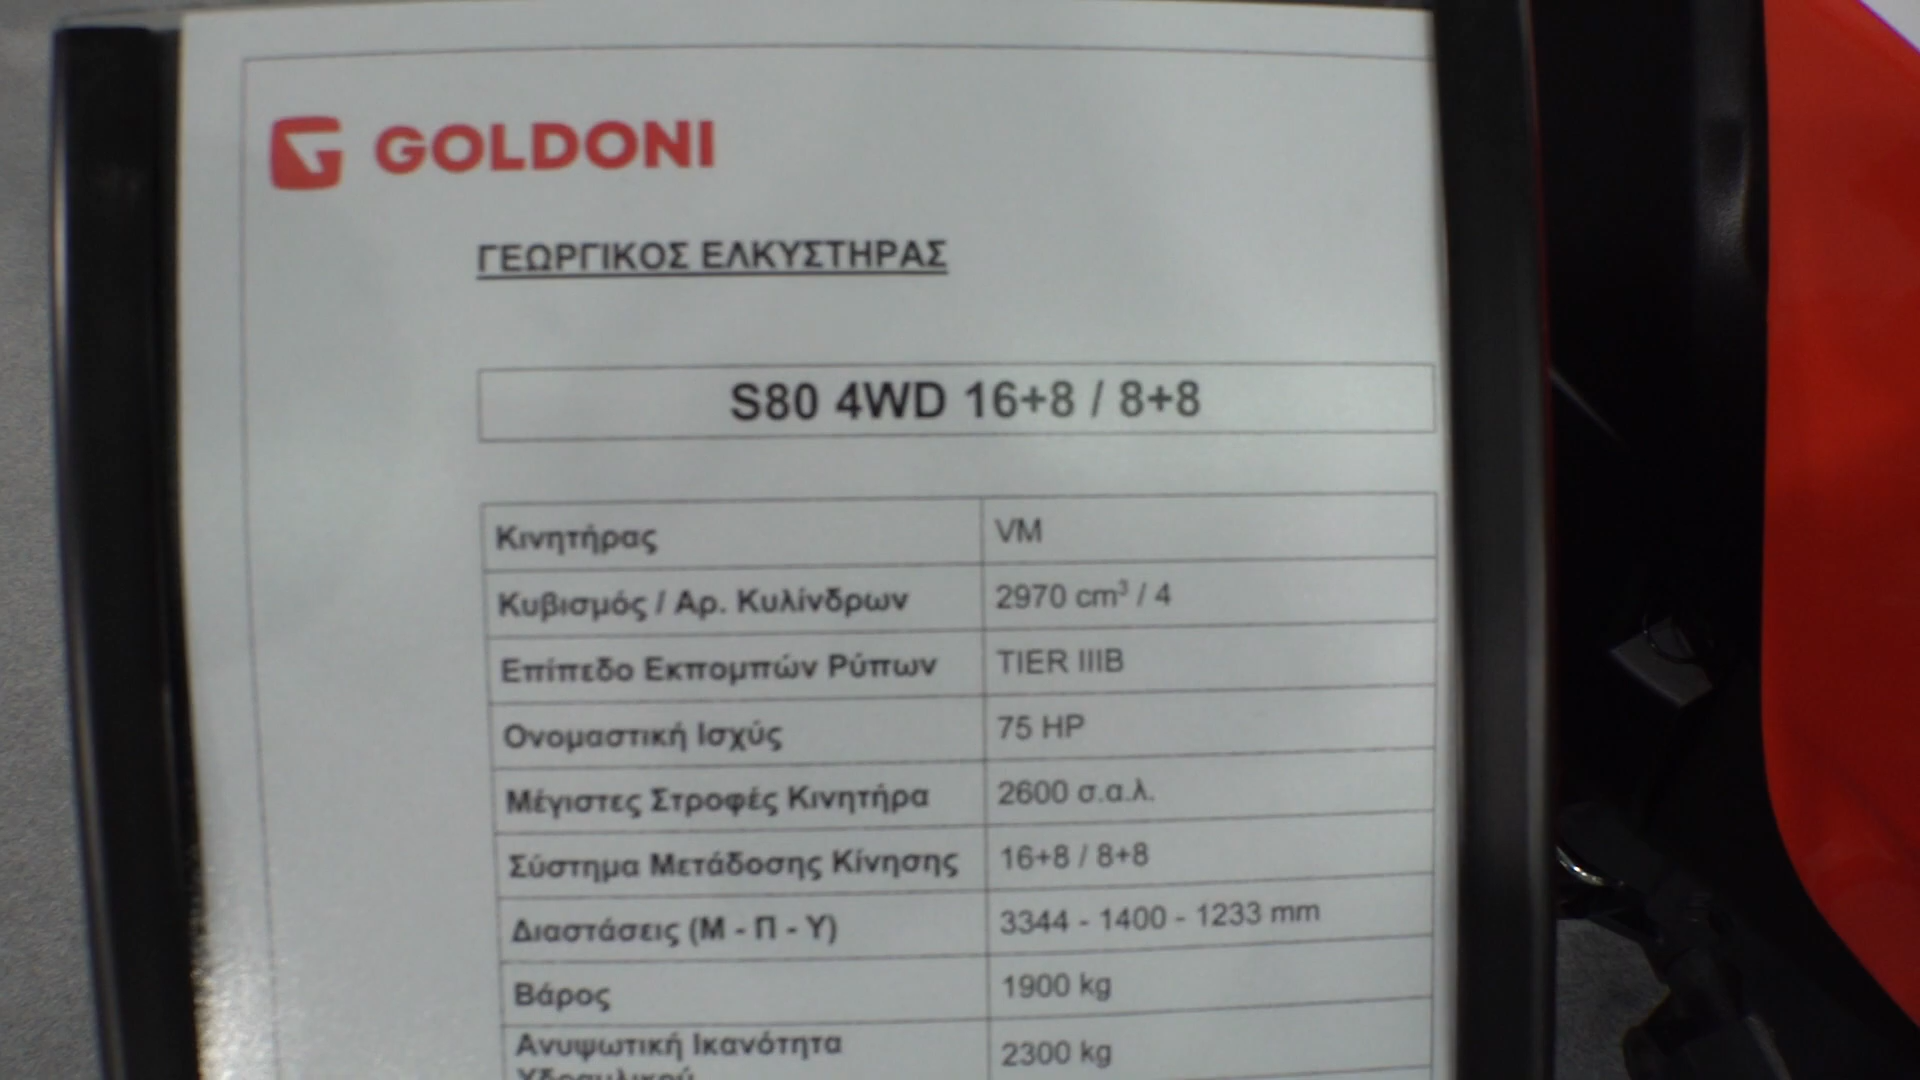 GOLDONI
ΓΕΩΡΓΙΚΟΣ ΕΛΚΥΣΤΗΡΑΣ
S80 4WD 16+8 / 8+8
Κινητήρας VM
Κυβισμός / Αρ. Κυλίνδρων 2970 cm³ / 4
Επίπεδο Εκπομπών Ρύπων TIER IIIB
Ονομαστική Ισχύς 75 HP
Μέγιστες Στροφές Κινητήρα 2600 σ.α.λ.
Σύστημα Μετάδοσης Κίνησης 16+8 / 8+8
Διαστάσεις (Μ - Π - Υ) 3344 - 1400 - 1233 mm
Βάρος 1900 kg
Ανυψωτική Ικανότητα 2300 kg